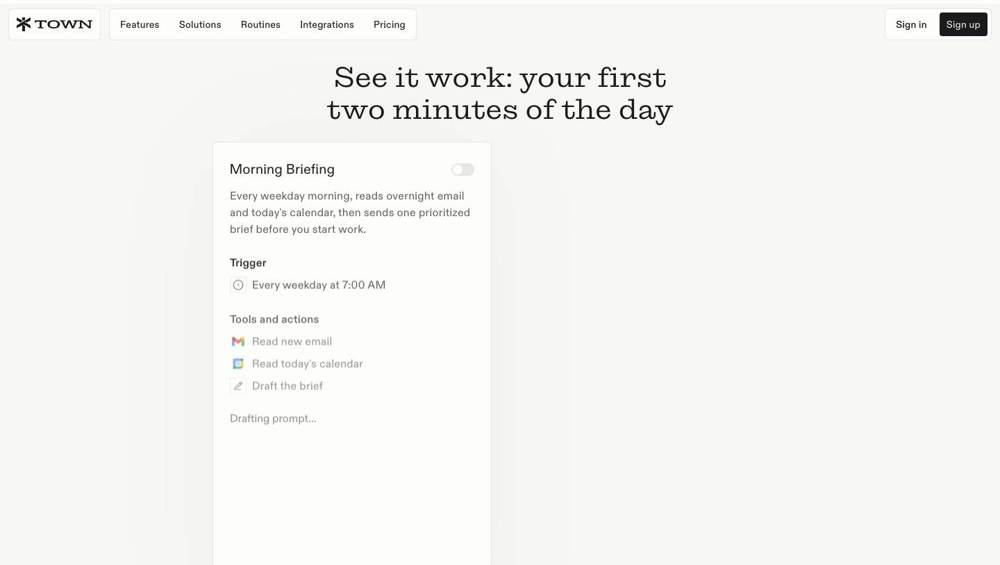 TOWN
Features
Solutions
Routines
Integrations
Pricing
Sign in
Sign up
See it work: your first
two minutes of the day
Morning Briefing
Every weekday morning, reads overnight email
and today's calendar, then sends one prioritized
brief before you start work.
Trigger
Every weekday at 7:00 AM
Tools and actions
Read new email
Read today's calendar
Draft the brief
Drafting prompt...